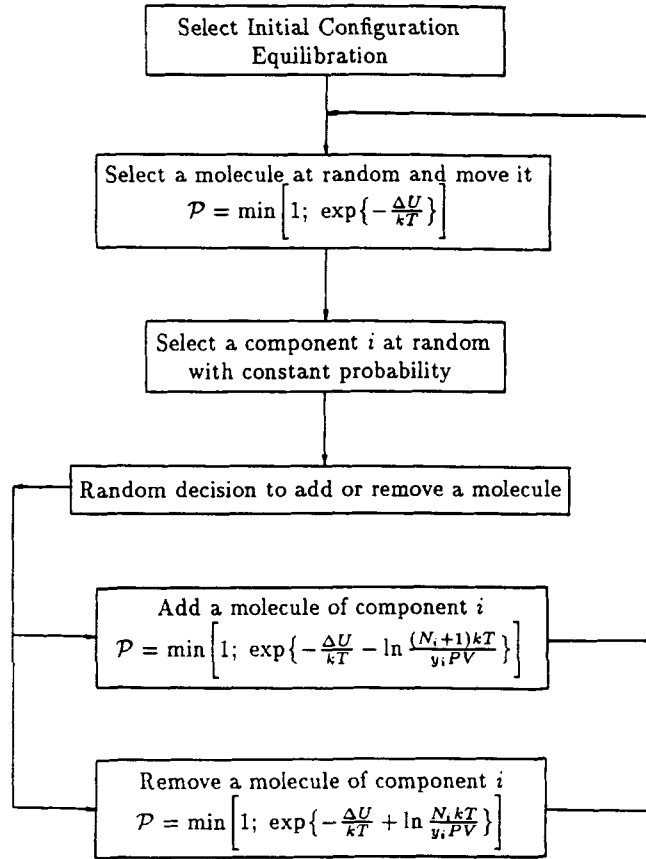 Select Initial Configuration
Equilibration
Select a molecule at random and move it
𝒫 = min[1; exp{−ΔU/kT}]
Select a component i at random
with constant probability
Random decision to add or remove a molecule
Add a molecule of component i
𝒫 = min[1; exp{−ΔU/kT − ln (N_i+1)kT/y_iPV}]
Remove a molecule of component i
𝒫 = min[1; exp{−ΔU/kT + ln N_ikT/y_iPV}]